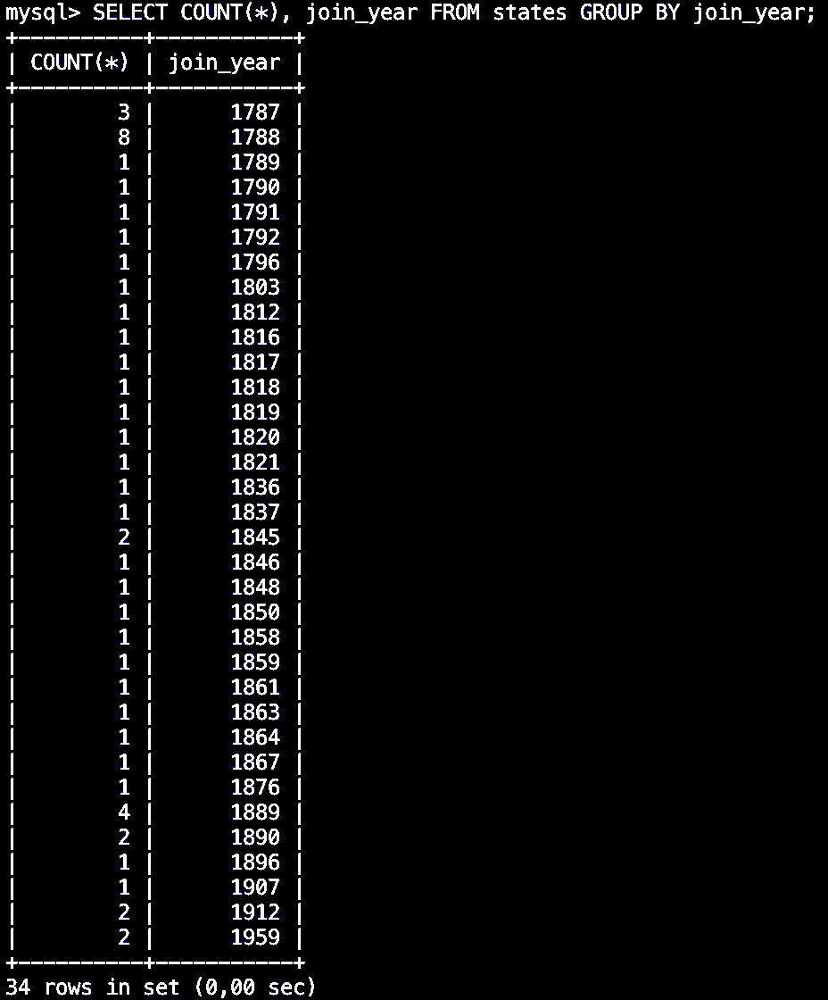 mysql> SELECT COUNT(*), join_year FROM states GROUP BY join_year;
+----------+-----------+
| COUNT(*) | join_year |
+----------+-----------+
|        3 |      1787 |
|        8 |      1788 |
|        1 |      1789 |
|        1 |      1790 |
|        1 |      1791 |
|        1 |      1792 |
|        1 |      1796 |
|        1 |      1803 |
|        1 |      1812 |
|        1 |      1816 |
|        1 |      1817 |
|        1 |      1818 |
|        1 |      1819 |
|        1 |      1820 |
|        1 |      1821 |
|        1 |      1836 |
|        1 |      1837 |
|        2 |      1845 |
|        1 |      1846 |
|        1 |      1848 |
|        1 |      1850 |
|        1 |      1858 |
|        1 |      1859 |
|        1 |      1861 |
|        1 |      1863 |
|        1 |      1864 |
|        1 |      1867 |
|        1 |      1876 |
|        4 |      1889 |
|        2 |      1890 |
|        1 |      1896 |
|        1 |      1907 |
|        2 |      1912 |
|        2 |      1959 |
+----------+-----------+
34 rows in set (0,00 sec)